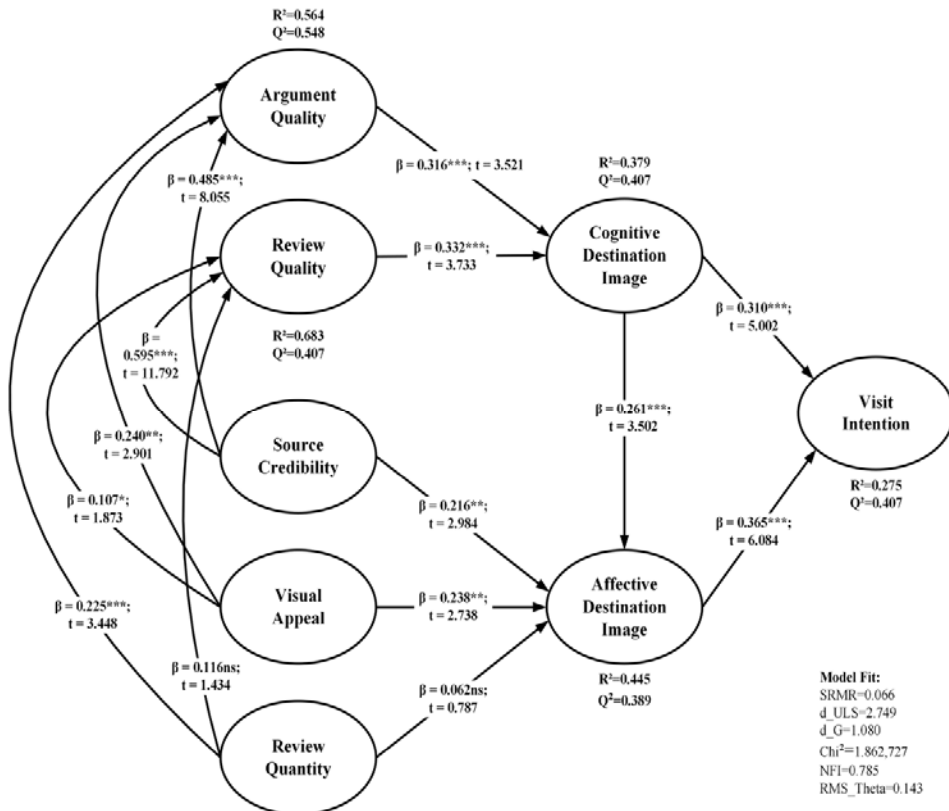 R²=0.564
Q²=0.548
Argument
Quality
β = 0.316***; t = 3.521
R²=0.379
Q²=0.407
β = 0.485***;
t = 8.055
Review
Quality
β = 0.332***;
t = 3.733
Cognitive
Destination
Image
β = 0.310***;
t = 5.002
R²=0.683
Q²=0.407
β =
0.595***;
t = 11.792
Visit
Intention
β = 0.261***;
t = 3.502
β = 0.240**;
t = 2.901
Source
Credibility
R²=0.275
Q²=0.407
β = 0.107*;
t = 1.873
β = 0.216**;
t = 2.984
β = 0.365***;
t = 6.084
Visual
Appeal
β = 0.238**;
t = 2.738
Affective
Destination
Image
β = 0.225***;
t = 3.448
β = 0.116ns;
t = 1.434
β = 0.062ns;
t = 0.787
R²=0.445
Q²=0.389
Review
Quantity
Model Fit:
SRMR=0.066
d_ULS=2.749
d_G=1.080
Chi²=1.862,727
NFI=0.785
RMS_Theta=0.143